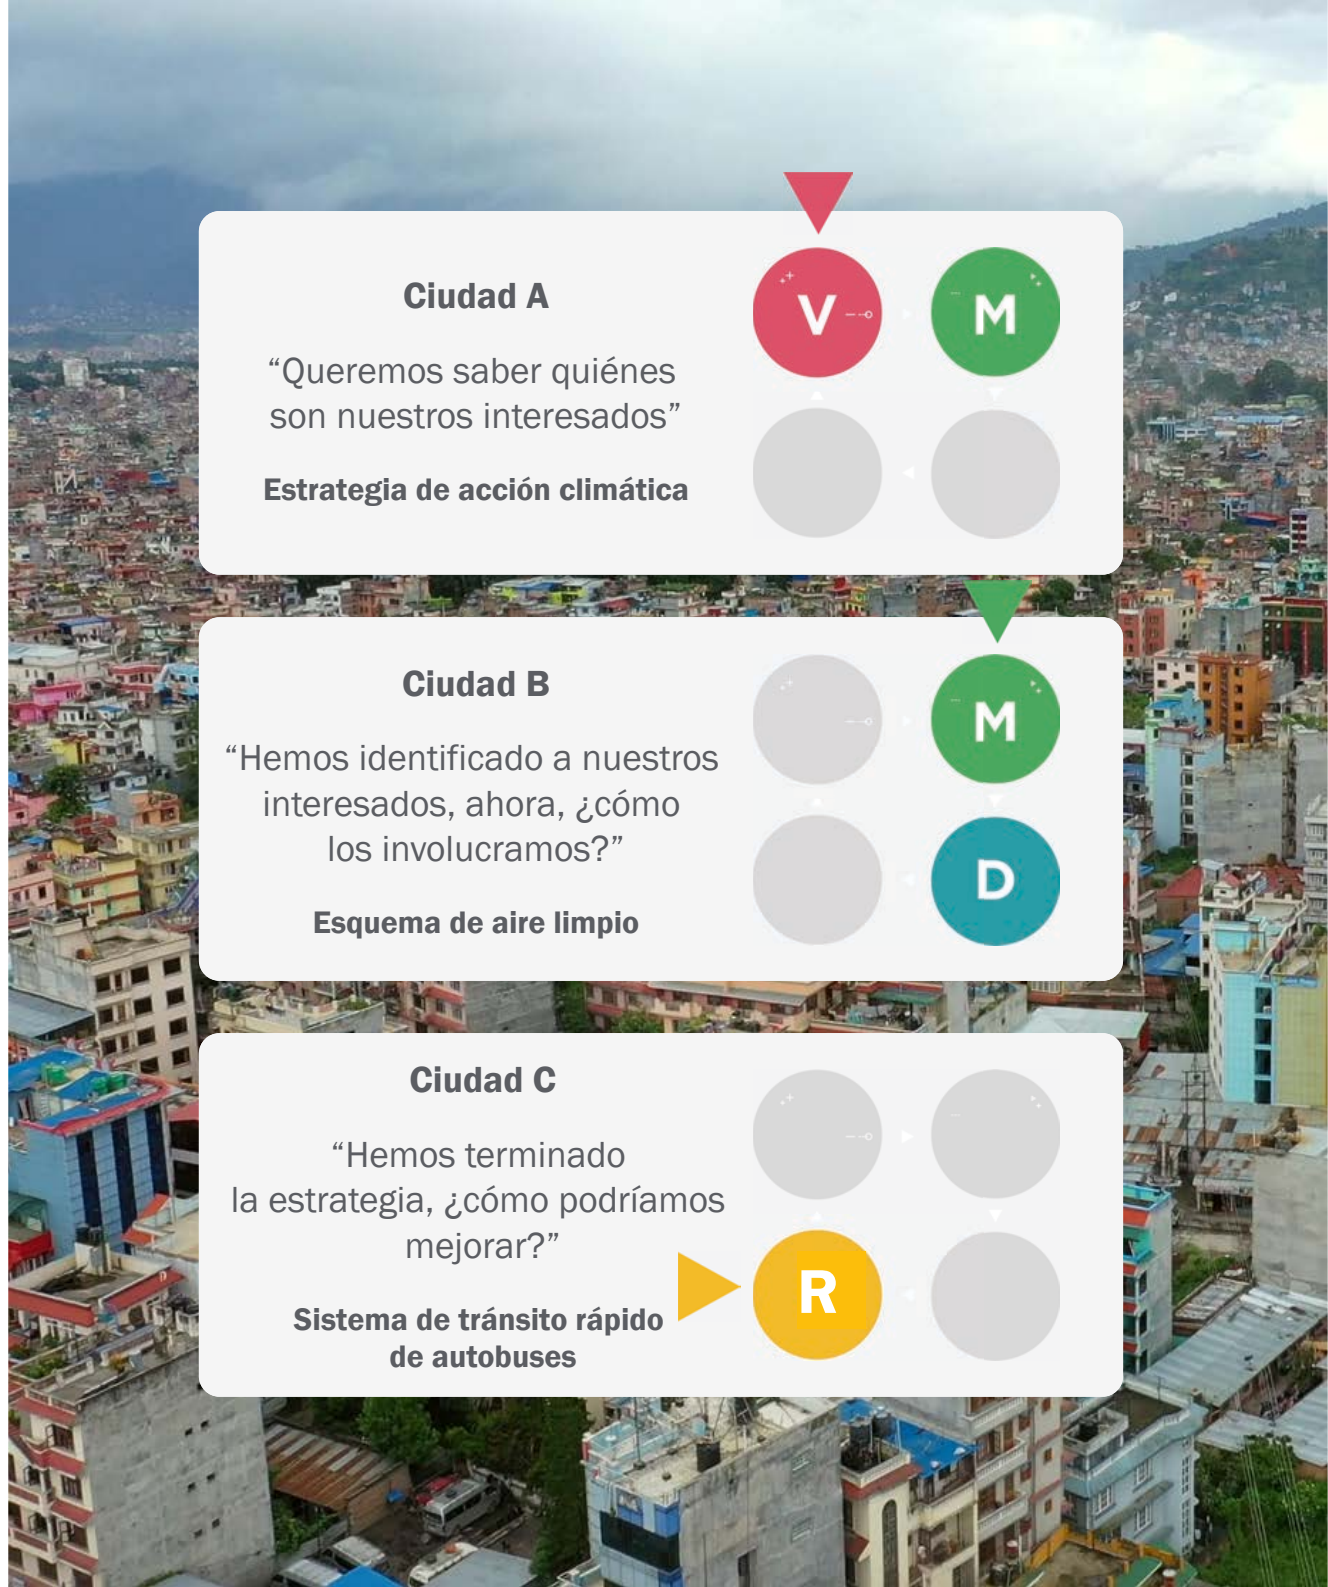 Ciudad A
“Queremos saber quiénes
son nuestros interesados”
Estrategia de acción climática
V
M
Ciudad B
“Hemos identificado a nuestros
interesados, ahora, ¿cómo
los involucramos?”
Esquema de aire limpio
M
D
Ciudad C
“Hemos terminado
la estrategia, ¿cómo podríamos
mejorar?”
Sistema de tránsito rápido
de autobuses
R